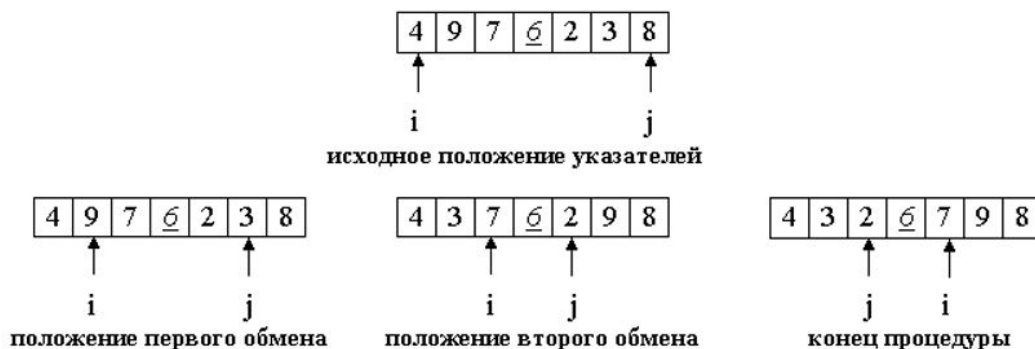 4 9 7 6 2 3 8
i j
исходное положение указателей
4 9 7 6 2 3 8 4 3 7 6 2 9 8 4 3 2 6 7 9 8
i j i j j i
положение первого обмена положение второго обмена конец процедуры